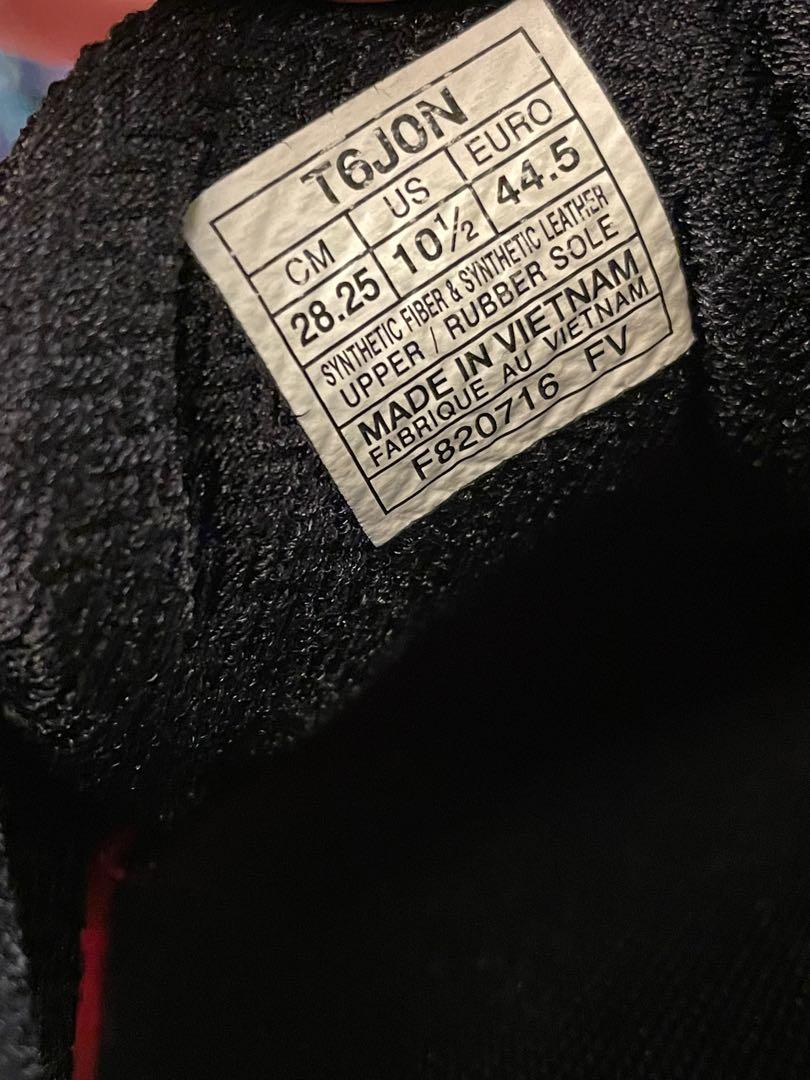 T6J0N
CM US EURO
28.25 10½ 44.5
SYNTHETIC FIBER & SYNTHETIC LEATHER
UPPER / RUBBER SOLE
MADE IN VIETNAM
FABRIQUE AU VIETNAM
F820716 FV